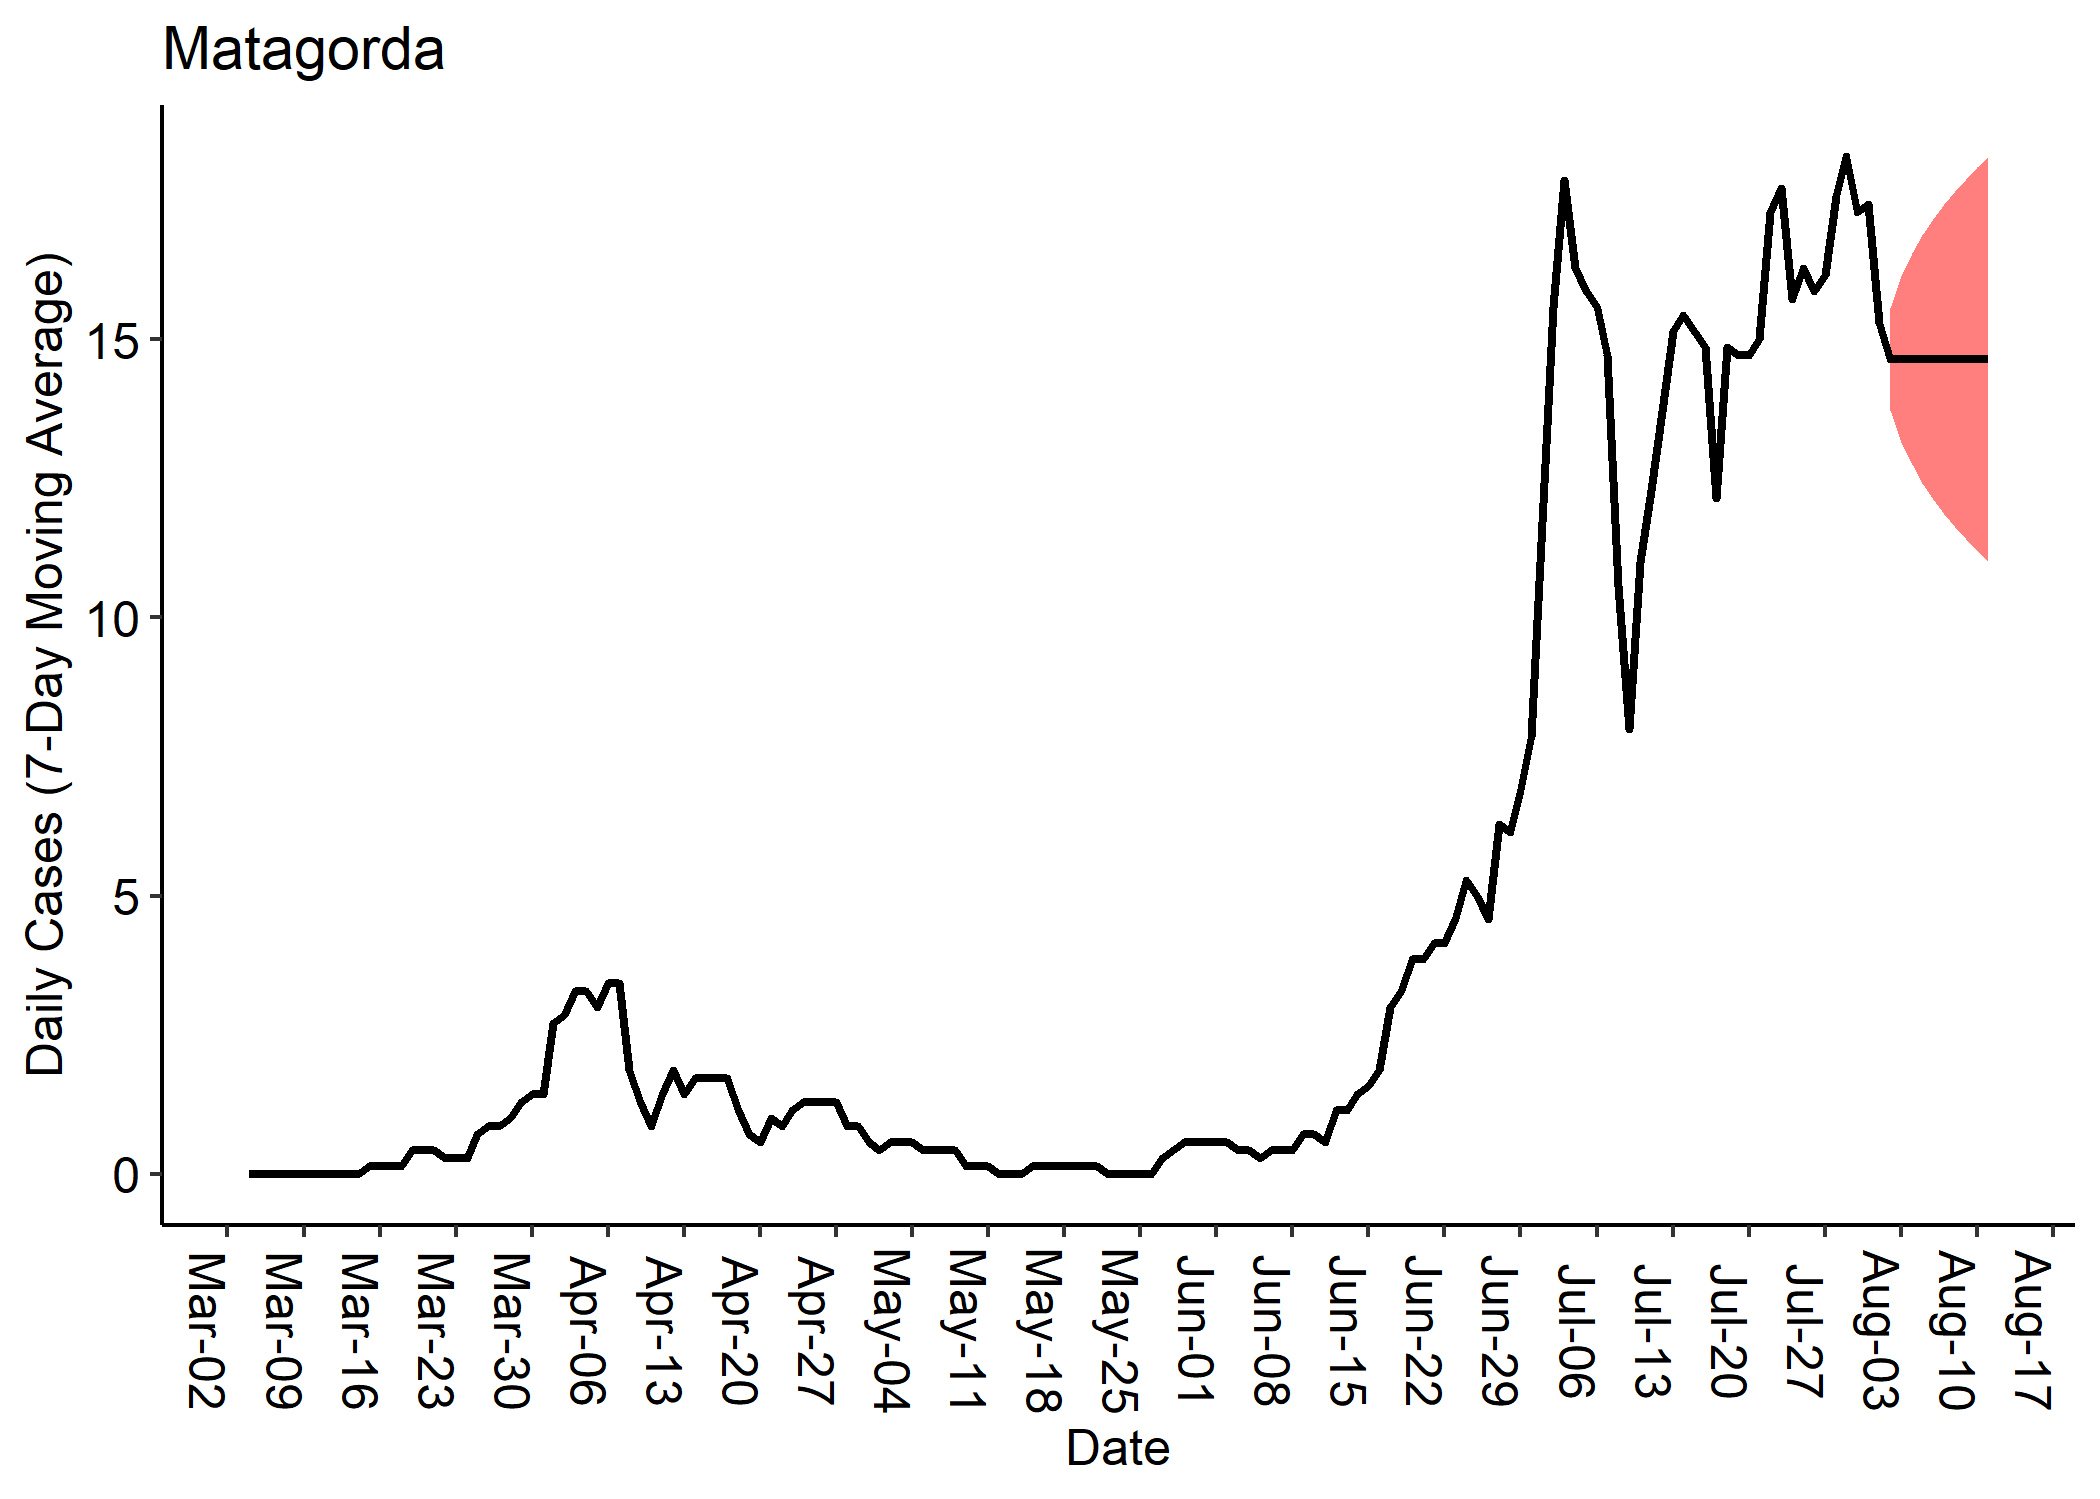 Matagorda
Daily Cases (7-Day Moving Average)
15
10
5
0
Mar-02
Mar-09
Mar-16
Mar-23
Mar-30
Apr-06
Apr-13
Apr-20
Apr-27
May-04
May-11
May-18
May-25
Jun-01
Jun-08
Jun-15
Jun-22
Jun-29
Jul-06
Jul-13
Jul-20
Jul-27
Aug-03
Aug-10
Aug-17
Date